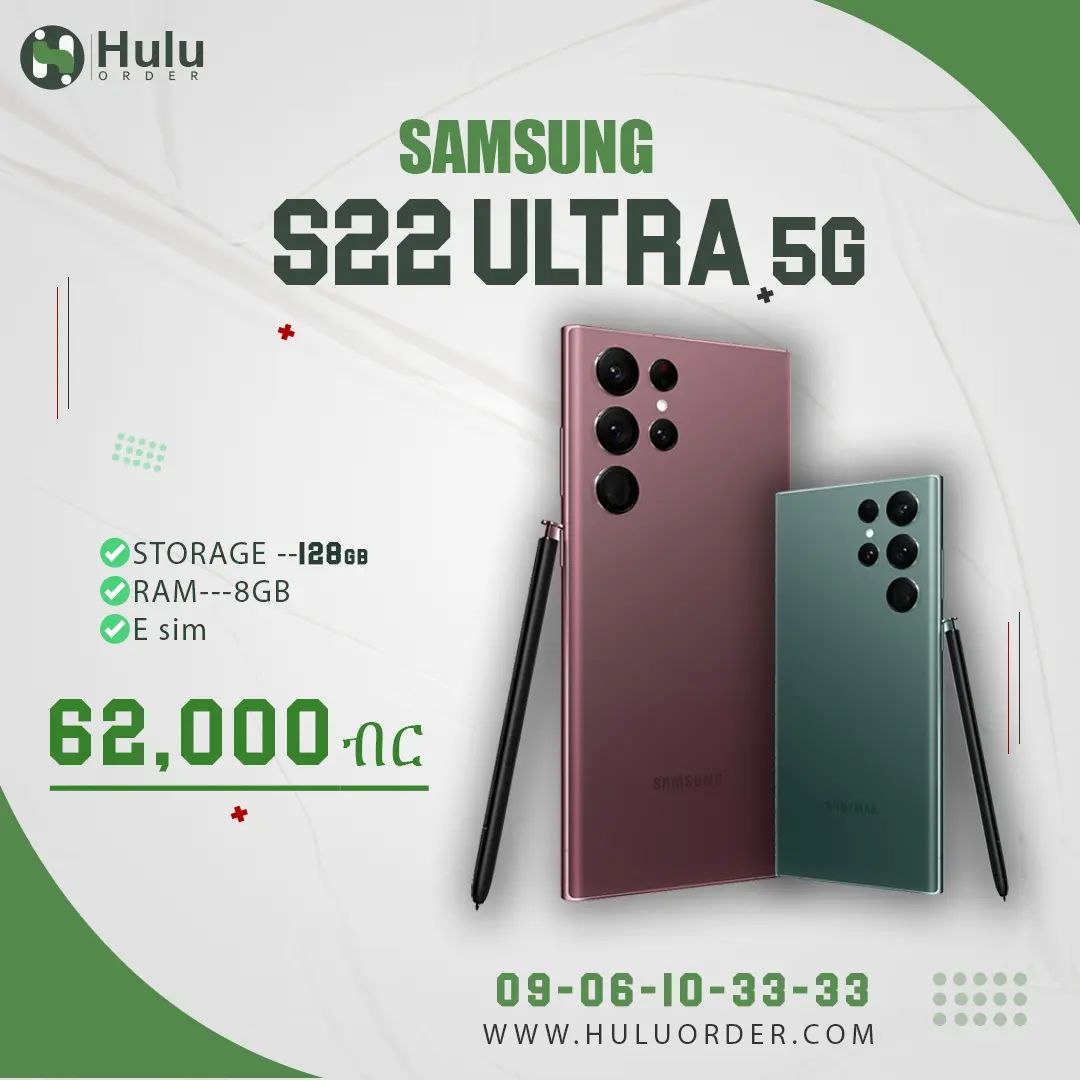 Hulu
ORDER
SAMSUNG
S22 ULTRA 5G
STORAGE --128GB
RAM---8GB
E sim
62,000 ብር
SAMSUNG
SAMSUNG
09-06-10-33-33
WWW.HULUORDER.COM